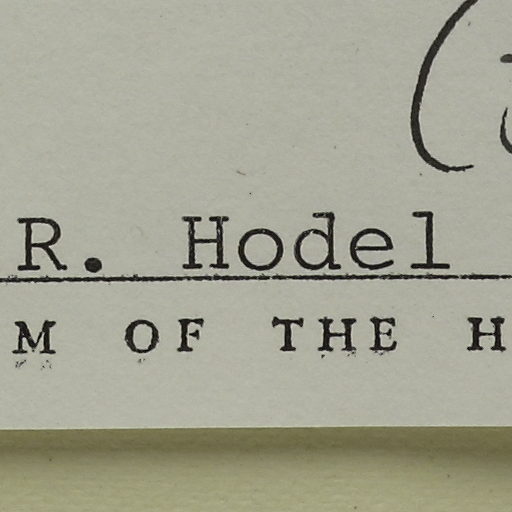 R. Hodel
M OF THE H